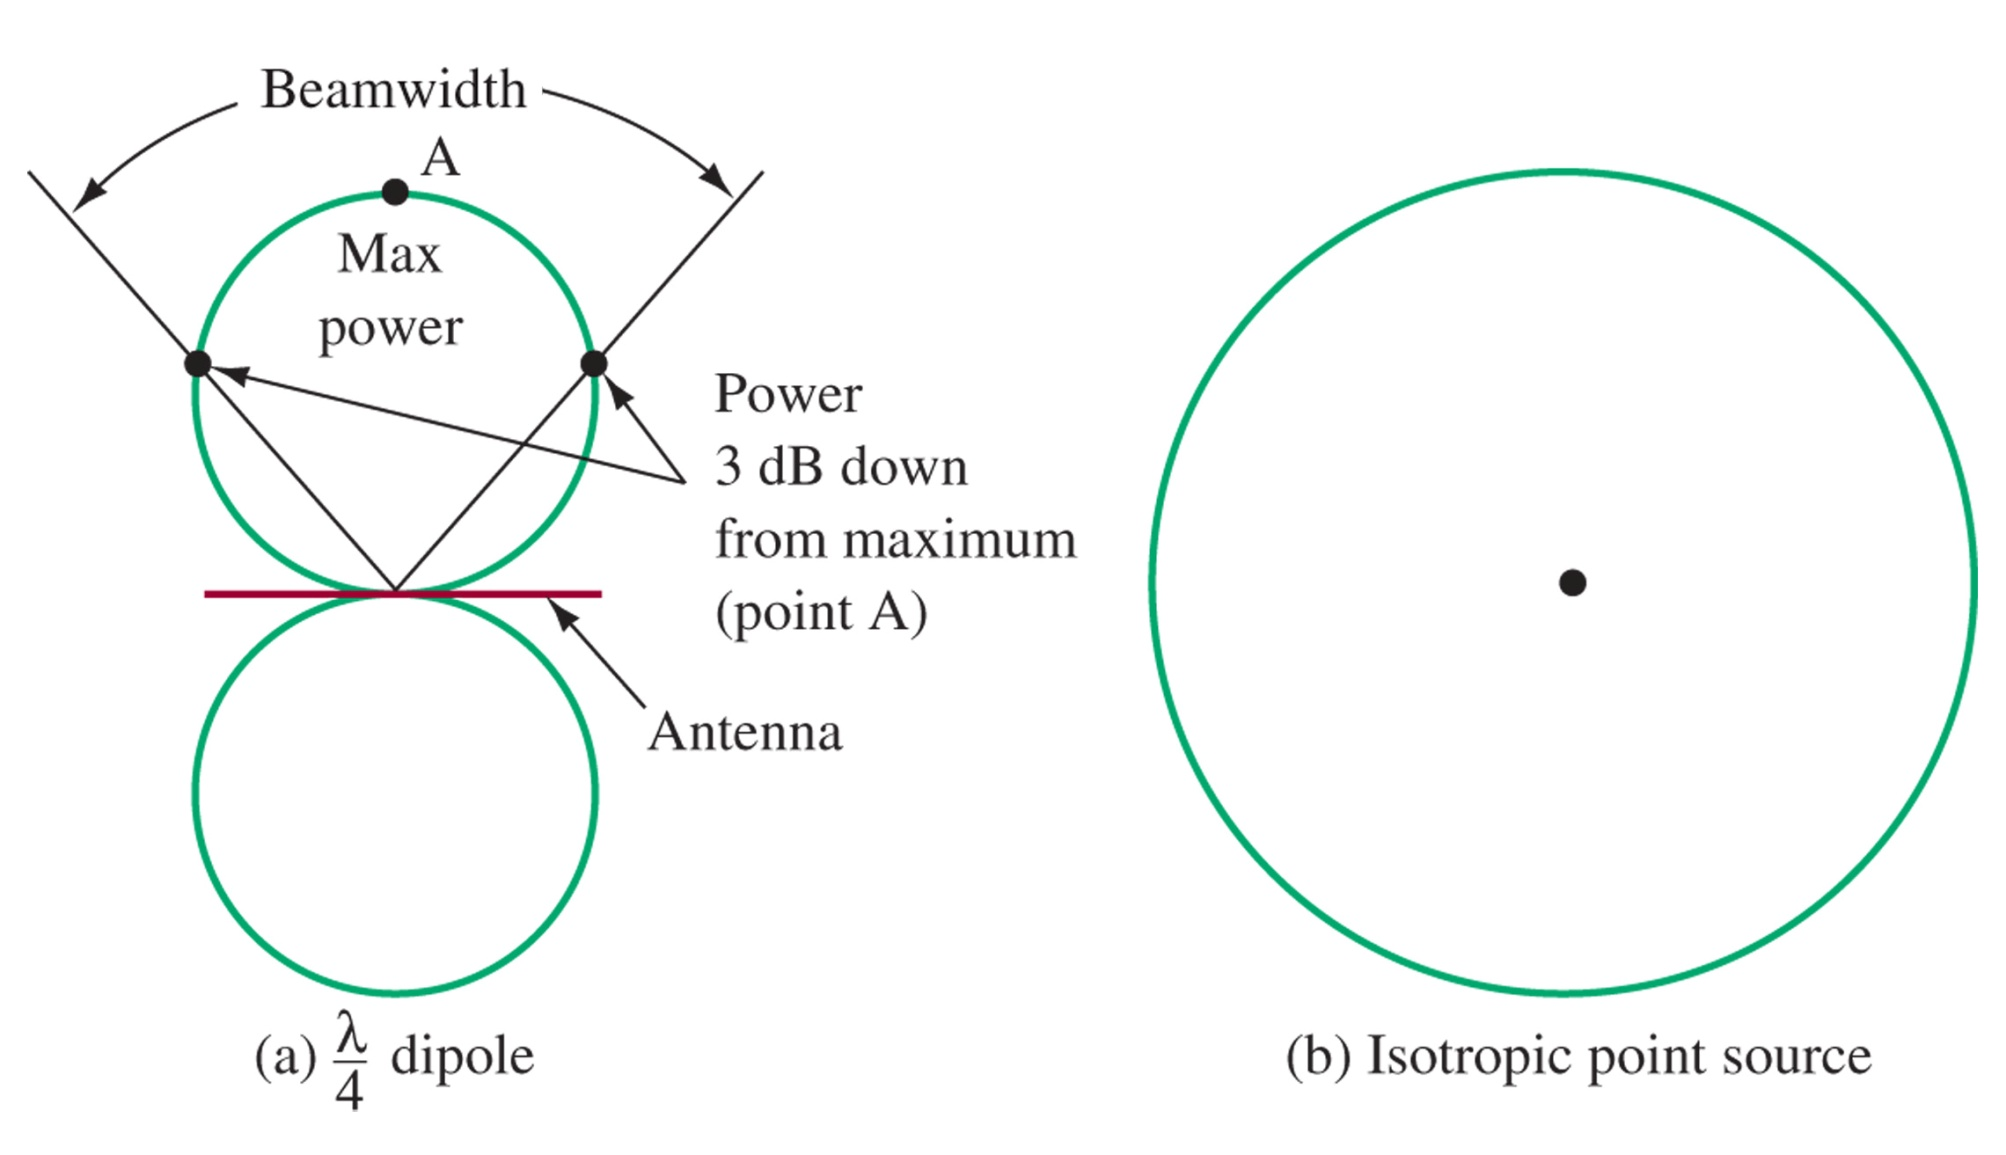 Beamwidth
A
Max
power
Power
3 dB down
from maximum
(point A)
Antenna
(a) λ/4 dipole
(b) Isotropic point source